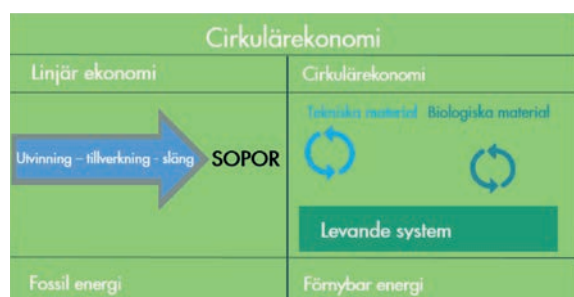 Cirkulärekonomi
Linjär ekonomi
Cirkulärekonomi
Tekniska material
Biologiska material
Utvinning – tillverkning - släng
SOPOR
Levande system
Fossil energi
Förnybar energi